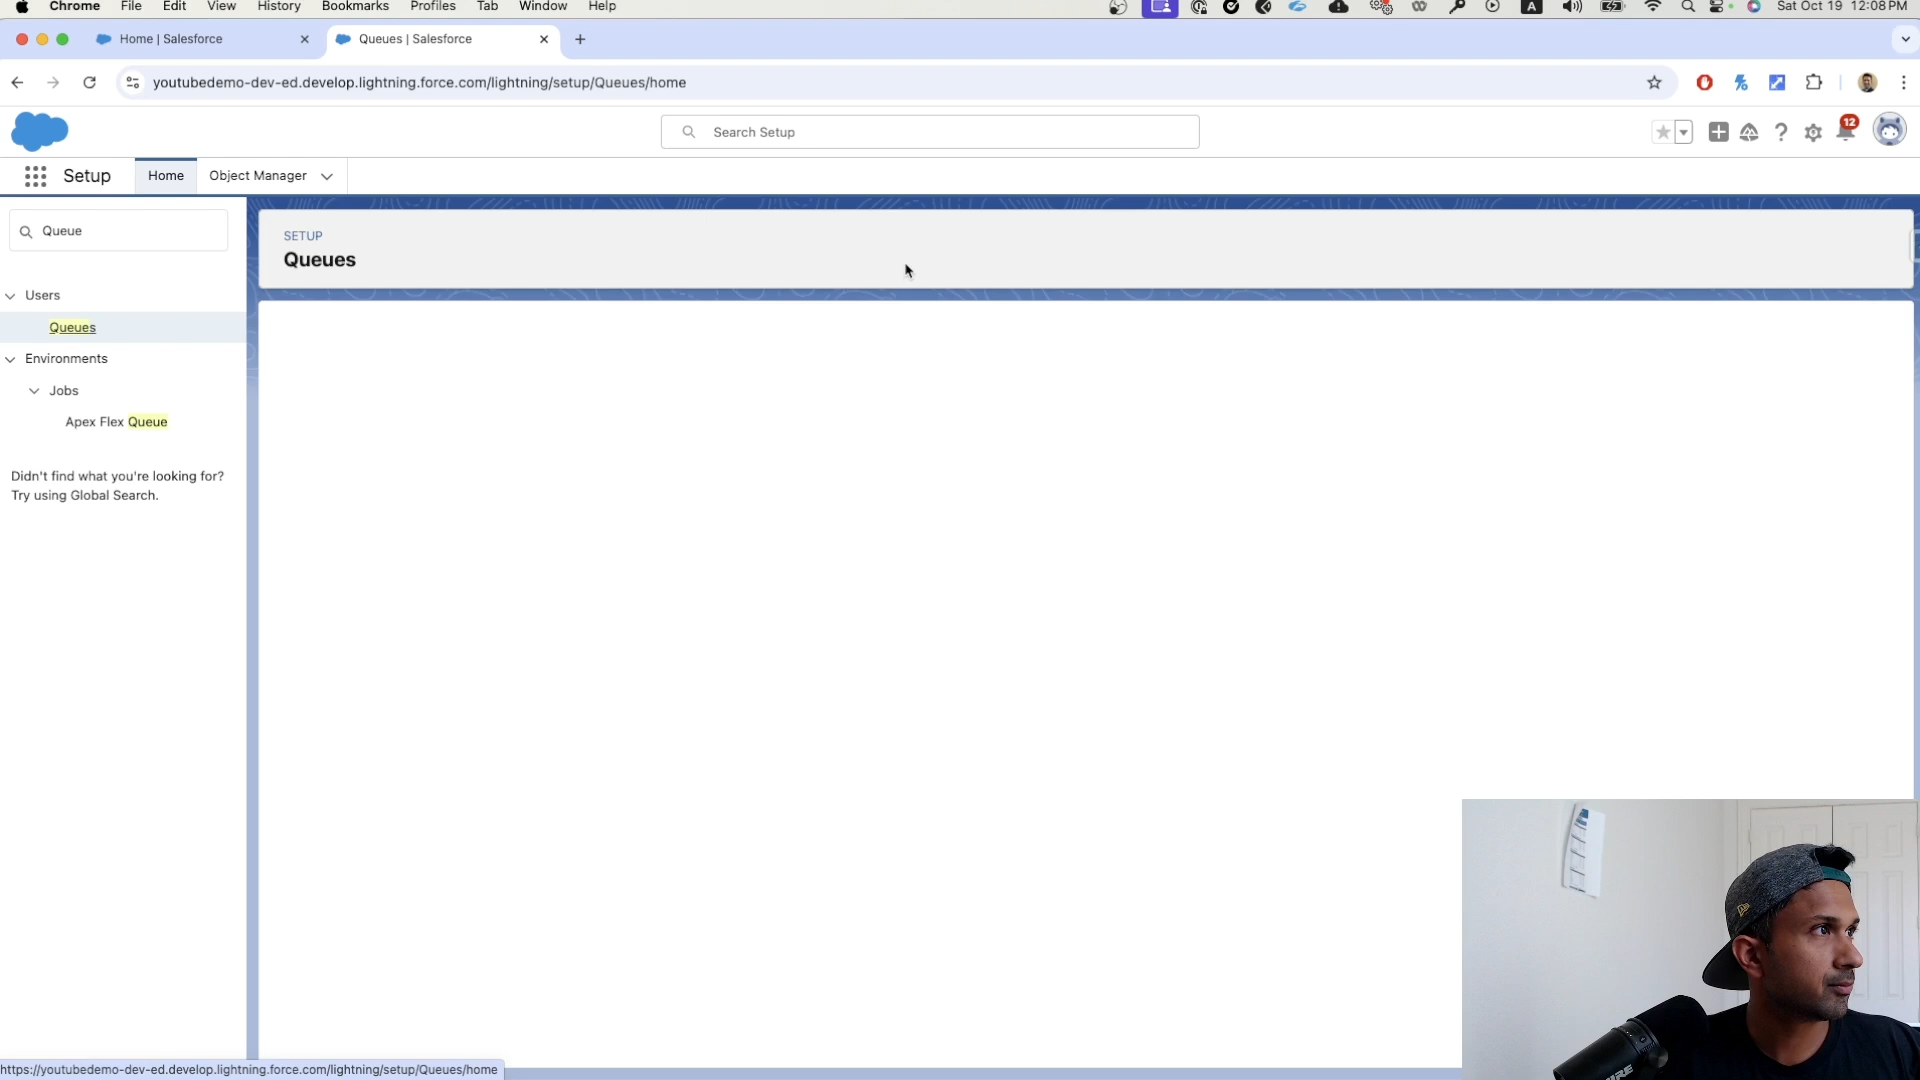 Chrome File Edit View History Bookmarks Profiles Tab Window Help A Sat Oct 19 12:08 PM
Home | Salesforce
Queues | Salesforce
youtubedemo-dev-ed.develop.lightning.force.com/lightning/setup/Queues/home
Search Setup
12
Setup Home Object Manager
Queue
SETUP
Queues
Users
Queues
Environments
Jobs
Apex Flex Queue
Didn't find what you're looking for?
Try using Global Search.
https://youtubedemo-dev-ed.develop.lightning.force.com/lightning/setup/Queues/home